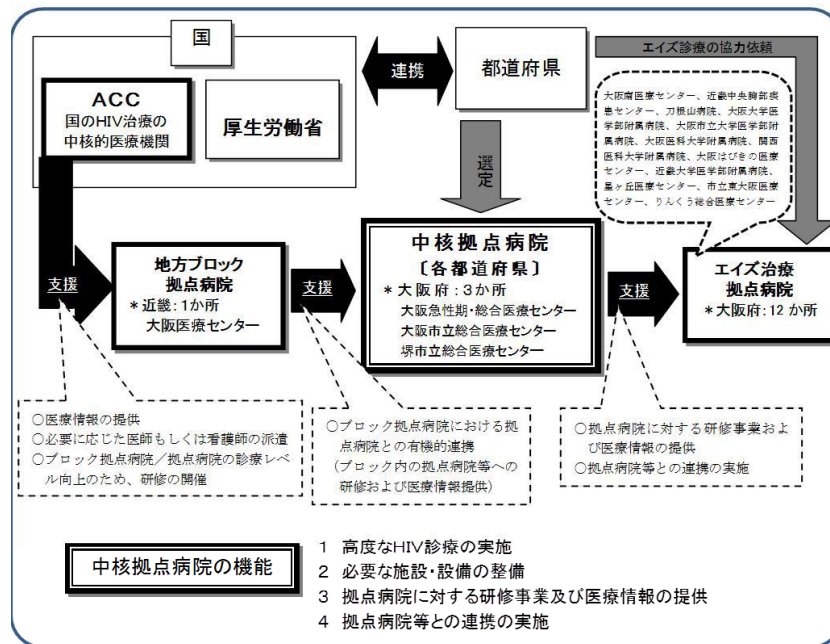 国
ACC
国のHIV治療の
中核的医療機関
厚生労働省
連携
都道府県
エイズ診療の協力依頼
選定
大阪南医療センター、近畿中央胸部疾
患センター、刀根山病院、大阪大学医
学部附属病院、大阪市立大学医学部附
属病院、大阪医科大学附属病院、関西
医科大学附属病院、大阪はびきの医療
センター、近畿大学医学部附属病院、
星ヶ丘医療センター、市立東大阪医療
センター、りんくう総合医療センター
支援
地方ブロック
拠点病院
*近畿:1か所
大阪医療センター
支援
中核拠点病院
〔各都道府県〕
*大阪府:3か所
大阪急性期・総合医療センター
大阪市立総合医療センター
堺市立総合医療センター
支援
エイズ治療
拠点病院
*大阪府:12か所
○医療情報の提供
○必要に応じた医師もしくは看護師の派遣
○ブロック拠点病院/拠点病院の診療レベ
ル向上のため、研修の開催
○ブロック拠点病院における拠
点病院との有機的連携
(ブロック内の拠点病院等への
研修および医療情報提供)
○拠点病院に対する研修事業およ
び医療情報の提供
○拠点病院等との連携の実施
中核拠点病院の機能
1 高度なHIV診療の実施
2 必要な施設・設備の整備
3 拠点病院に対する研修事業及び医療情報の提供
4 拠点病院等との連携の実施